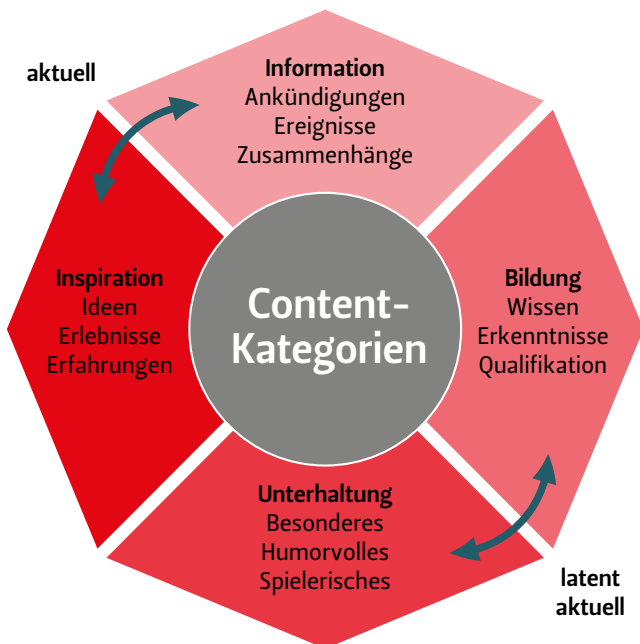 aktuell
Information
Ankündigungen
Ereignisse
Zusammenhänge
Inspiration
Ideen
Erlebnisse
Erfahrungen
Content-
Kategorien
Bildung
Wissen
Erkenntnisse
Qualifikation
Unterhaltung
Besonderes
Humorvolles
Spielerisches
latent
aktuell